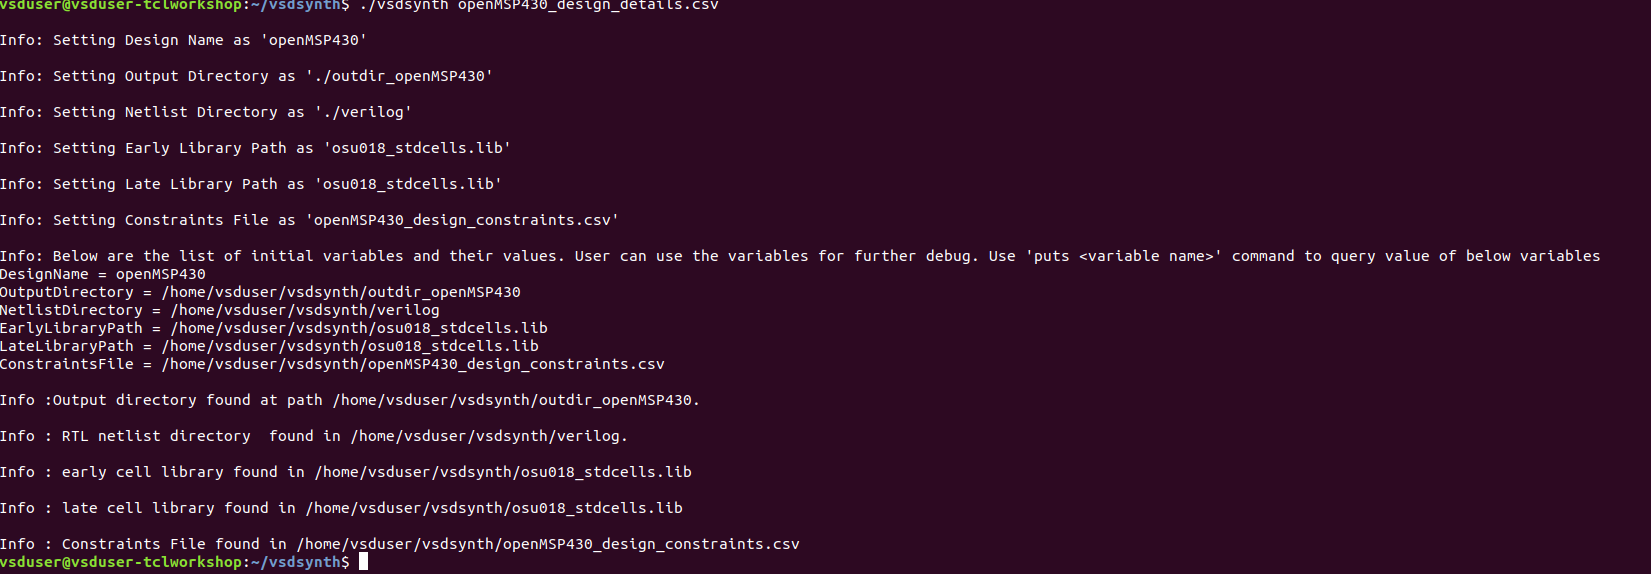 vsduser@vsduser-tclworkshop:~/vsdsynth$ ./vsdsynth openMSP430_design_details.csv
Info: Setting Design Name as 'openMSP430'
Info: Setting Output Directory as './outdir_openMSP430'
Info: Setting Netlist Directory as './verilog'
Info: Setting Early Library Path as 'osu018_stdcells.lib'
Info: Setting Late Library Path as 'osu018_stdcells.lib'
Info: Setting Constraints File as 'openMSP430_design_constraints.csv'
Info: Below are the list of initial variables and their values. User can use the variables for further debug. Use 'puts <variable name>' command to query value of below variables
DesignName = openMSP430
OutputDirectory = /home/vsduser/vsdsynth/outdir_openMSP430
NetlistDirectory = /home/vsduser/vsdsynth/verilog
EarlyLibraryPath = /home/vsduser/vsdsynth/osu018_stdcells.lib
LateLibraryPath = /home/vsduser/vsdsynth/osu018_stdcells.lib
ConstraintsFile = /home/vsduser/vsdsynth/openMSP430_design_constraints.csv
Info :Output directory found at path /home/vsduser/vsdsynth/outdir_openMSP430.
Info : RTL netlist directory  found in /home/vsduser/vsdsynth/verilog.
Info : early cell library found in /home/vsduser/vsdsynth/osu018_stdcells.lib
Info : late cell library found in /home/vsduser/vsdsynth/osu018_stdcells.lib
Info : Constraints File found in /home/vsduser/vsdsynth/openMSP430_design_constraints.csv
vsduser@vsduser-tclworkshop:~/vsdsynth$